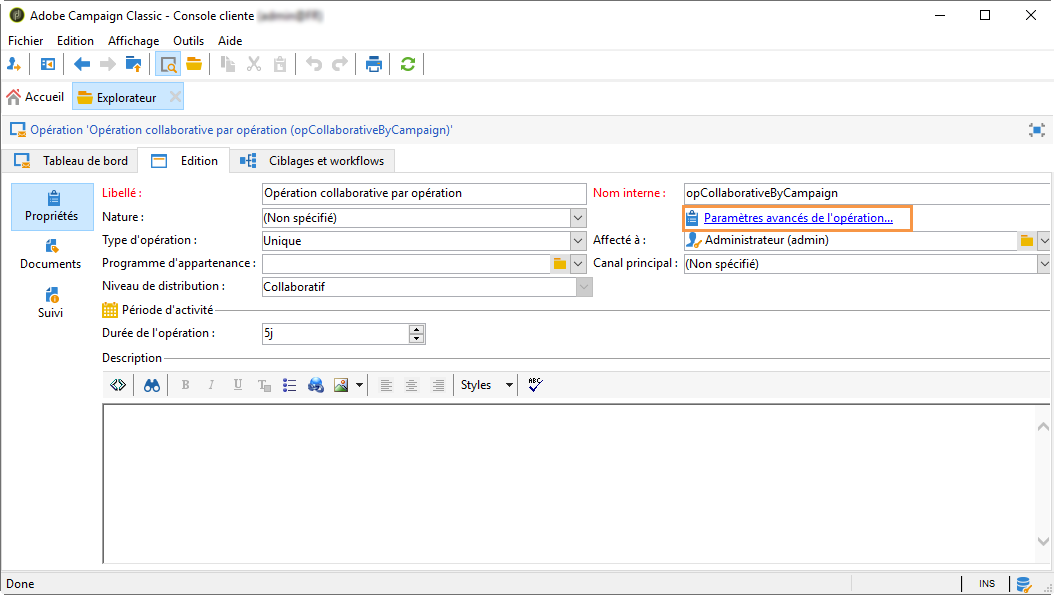 Adobe Campaign Classic - Console cliente
Fichier Edition Affichage Outils Aide
Accueil Explorateur
Opération 'Opération collaborative par opération (opCollaborativeByCampaign)'
Tableau de bord Edition Ciblages et workflows
Propriétés
Documents
Suivi
Libellé : Opération collaborative par opération Nom interne : opCollaborativeByCampaign
Nature : (Non spécifié) Paramètres avancés de l'opération...
Type d'opération : Unique Affecté à : Administrateur (admin)
Programme d'appartenance : Canal principal : (Non spécifié)
Niveau de distribution : Collaboratif
Période d'activité
Durée de l'opération : 5j
Description
B I U T Styles ABC
Done INS